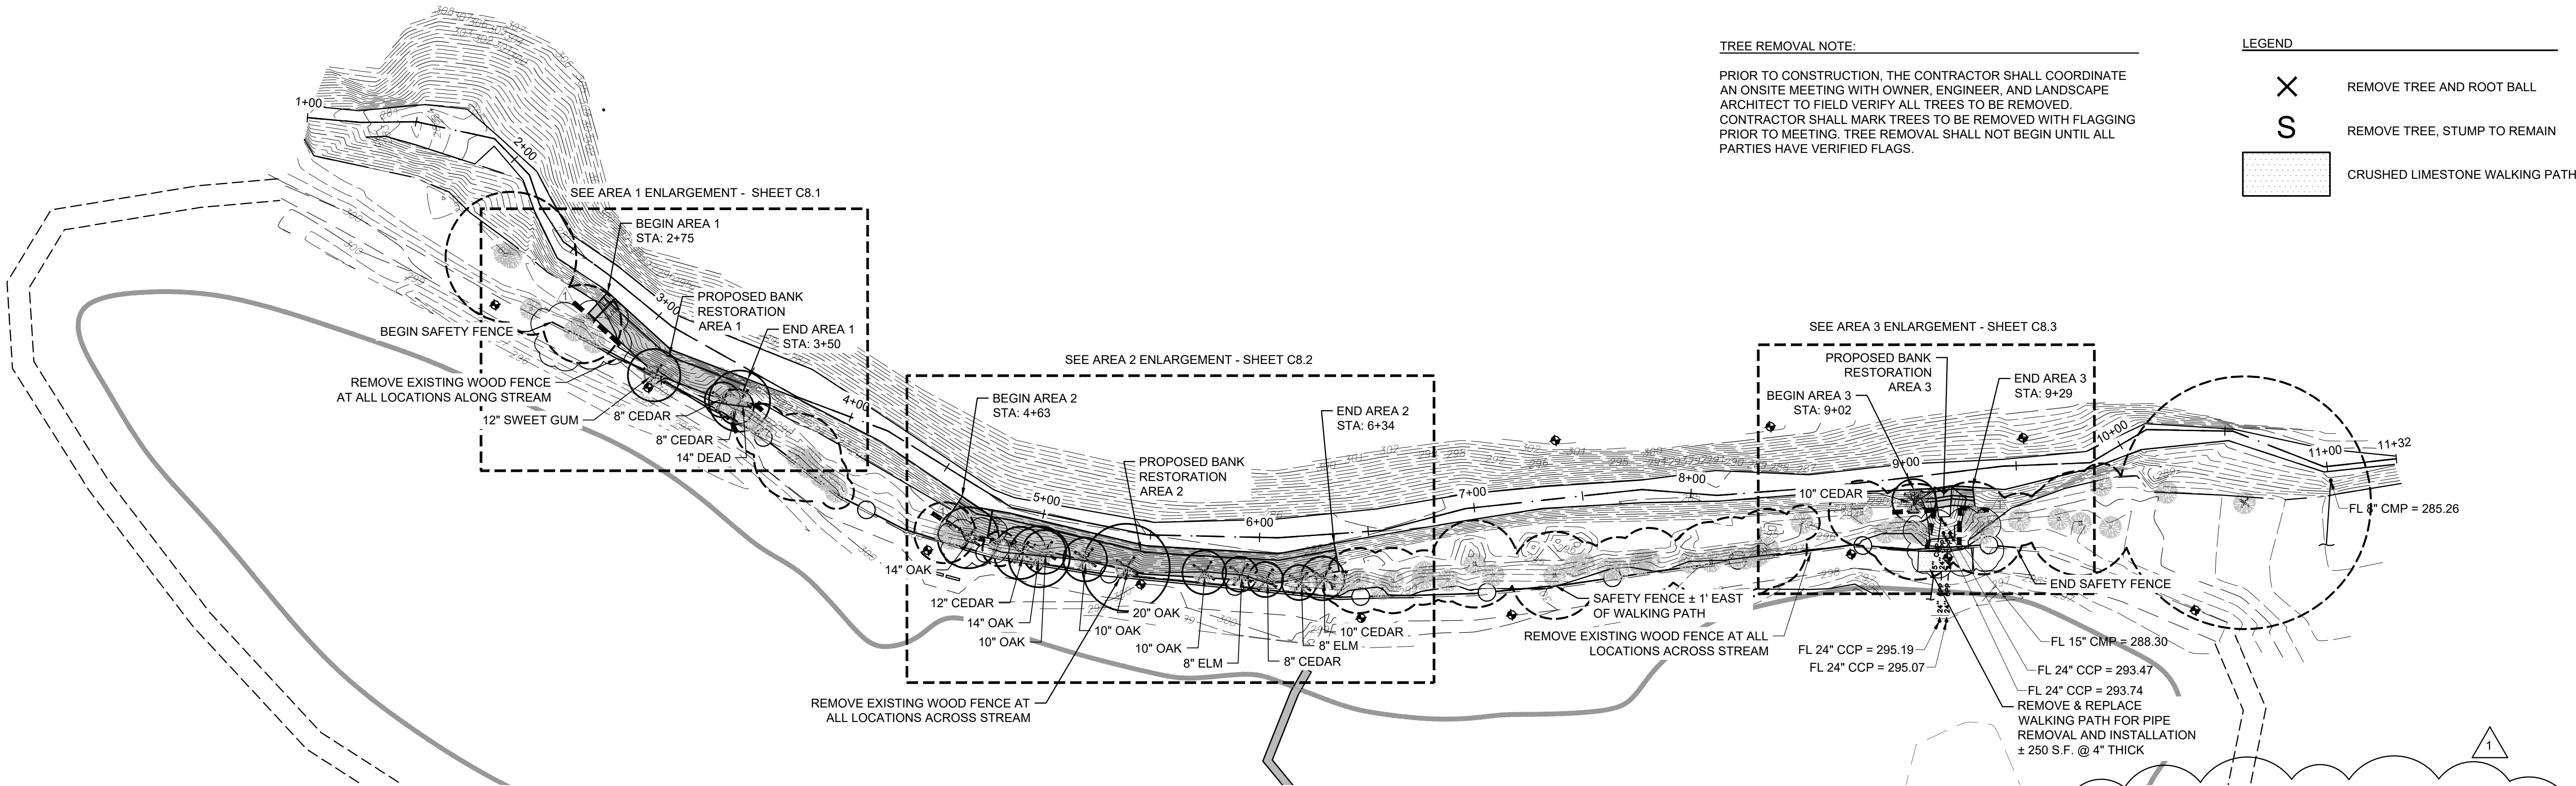 TREE REMOVAL NOTE:
PRIOR TO CONSTRUCTION, THE CONTRACTOR SHALL COORDINATE
AN ONSITE MEETING WITH OWNER, ENGINEER, AND LANDSCAPE
ARCHITECT TO FIELD VERIFY ALL TREES TO BE REMOVED.
CONTRACTOR SHALL MARK TREES TO BE REMOVED WITH FLAGGING
PRIOR TO MEETING. TREE REMOVAL SHALL NOT BEGIN UNTIL ALL
PARTIES HAVE VERIFIED FLAGS.
LEGEND
REMOVE TREE AND ROOT BALL
S REMOVE TREE, STUMP TO REMAIN
CRUSHED LIMESTONE WALKING PATH
1+00
2+00
SEE AREA 1 ENLARGEMENT - SHEET C8.1
BEGIN AREA 1
STA: 2+75
3+00
PROPOSED BANK
RESTORATION
AREA 1
END AREA 1
STA: 3+50
BEGIN SAFETY FENCE
REMOVE EXISTING WOOD FENCE
AT ALL LOCATIONS ALONG STREAM
12" SWEET GUM
8" CEDAR
8" CEDAR
14" DEAD
4+00
SEE AREA 2 ENLARGEMENT - SHEET C8.2
BEGIN AREA 2
STA: 4+63
END AREA 2
STA: 6+34
PROPOSED BANK
RESTORATION
AREA 2
5+00
6+00
7+00
8+00
14" OAK
12" CEDAR
14" OAK
10" OAK
20" OAK
10" OAK
10" OAK
8" ELM
8" CEDAR
8" ELM
10" CEDAR
REMOVE EXISTING WOOD FENCE AT
ALL LOCATIONS ACROSS STREAM
SAFETY FENCE ± 1' EAST
OF WALKING PATH
REMOVE EXISTING WOOD FENCE AT ALL
LOCATIONS ACROSS STREAM
SEE AREA 3 ENLARGEMENT - SHEET C8.3
PROPOSED BANK
RESTORATION
AREA 3
BEGIN AREA 3
STA: 9+02
END AREA 3
STA: 9+29
9+00
10" CEDAR
10+00
11+00
11+32
FL 8" CMP = 285.26
END SAFETY FENCE
FL 24" CCP = 295.19
FL 24" CCP = 295.07
FL 15" CMP = 288.30
FL 24" CCP = 293.47
FL 24" CCP = 293.74
REMOVE & REPLACE
WALKING PATH FOR PIPE
REMOVAL AND INSTALLATION
± 250 S.F. @ 4" THICK
1